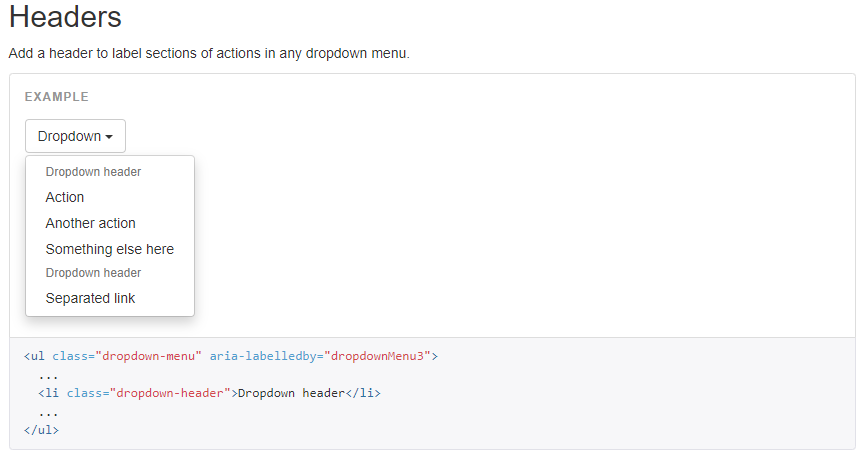 Headers
Add a header to label sections of actions in any dropdown menu.
EXAMPLE
Dropdown
Dropdown header
Action
Another action
Something else here
Dropdown header
Separated link
<ul class="dropdown-menu" aria-labelledby="dropdownMenu3">
  ...
  <li class="dropdown-header">Dropdown header</li>
  ...
</ul>